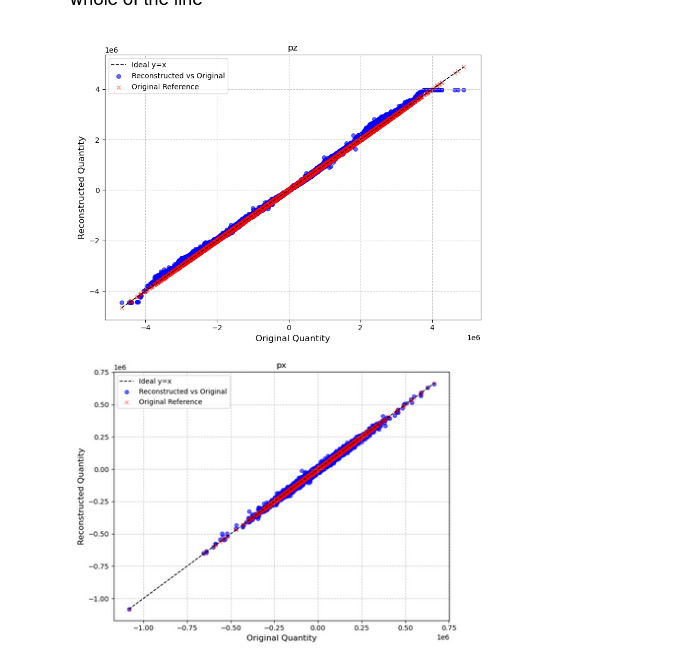 whole of the line
pz
1e6
Ideal y=x
Reconstructed vs Original
Original Reference
4
2
0
−2
−4
Reconstructed Quantity
−4 −2 0 2 4
1e6
Original Quantity
px
1e6
Ideal y=x
Reconstructed vs Original
Original Reference
0.75
0.50
0.25
0.00
−0.25
−0.50
−0.75
−1.00
Reconstructed Quantity
−1.00 −0.75 −0.50 −0.25 0.00 0.25 0.50 0.75
1e6
Original Quantity